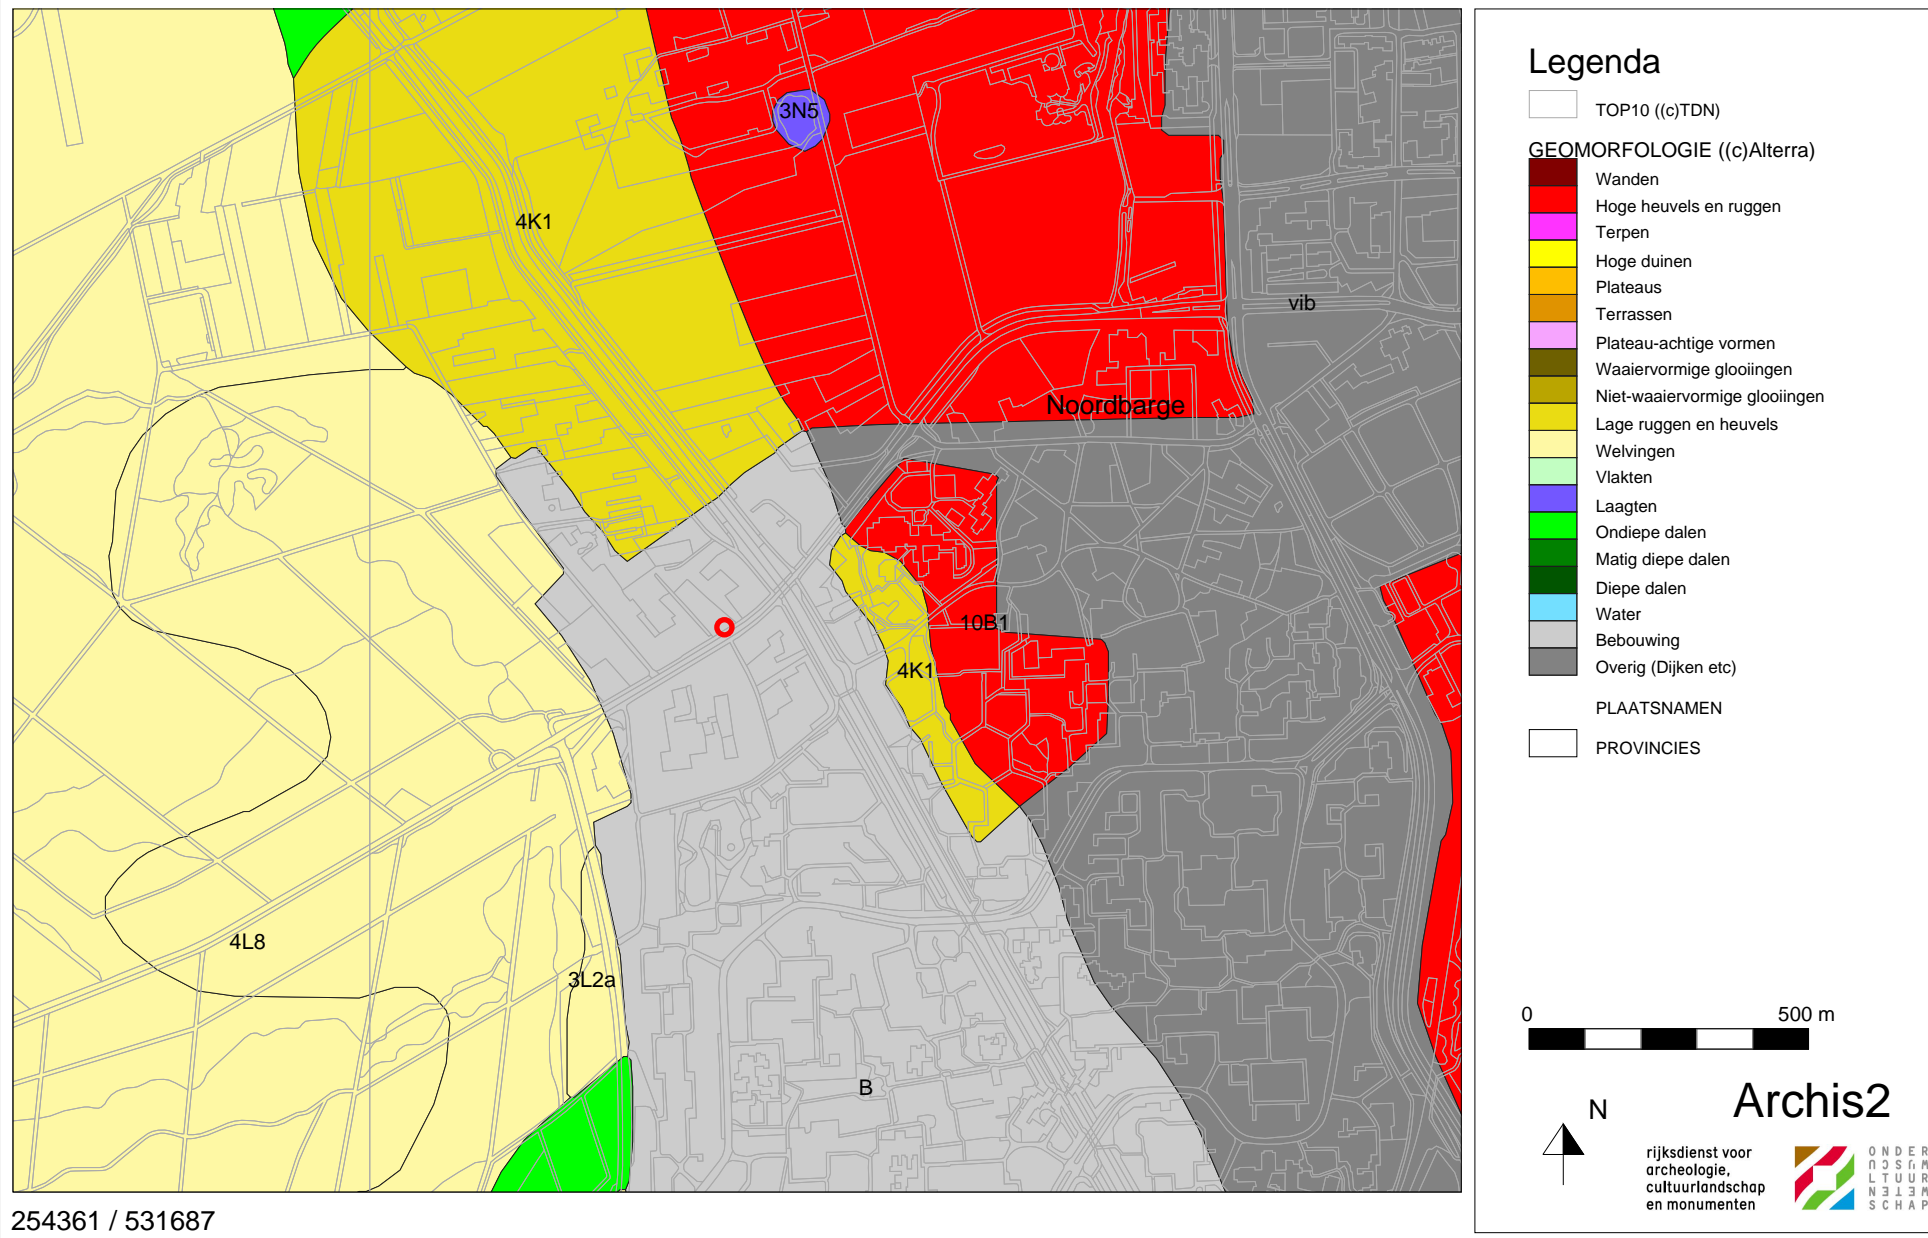 3N5
4K1
vib
Noordbarge
10B1
4K1
4L8
3L2a
B
254361 / 531687
Legenda
TOP10 ((c)TDN)
GEOMORFOLOGIE ((c)Alterra)
Wanden
Hoge heuvels en ruggen
Terpen
Hoge duinen
Plateaus
Terrassen
Plateau-achtige vormen
Waaiervormige glooiingen
Niet-waaiervormige glooiingen
Lage ruggen en heuvels
Welvingen
Vlakten
Laagten
Ondiepe dalen
Matig diepe dalen
Diepe dalen
Water
Bebouwing
Overig (Dijken etc)
PLAATSNAMEN
PROVINCIES
0 500 m
N
Archis2
rijksdienst voor
archeologie,
cultuurlandschap
en monumenten
ONDER
LTUUR
SCHAP